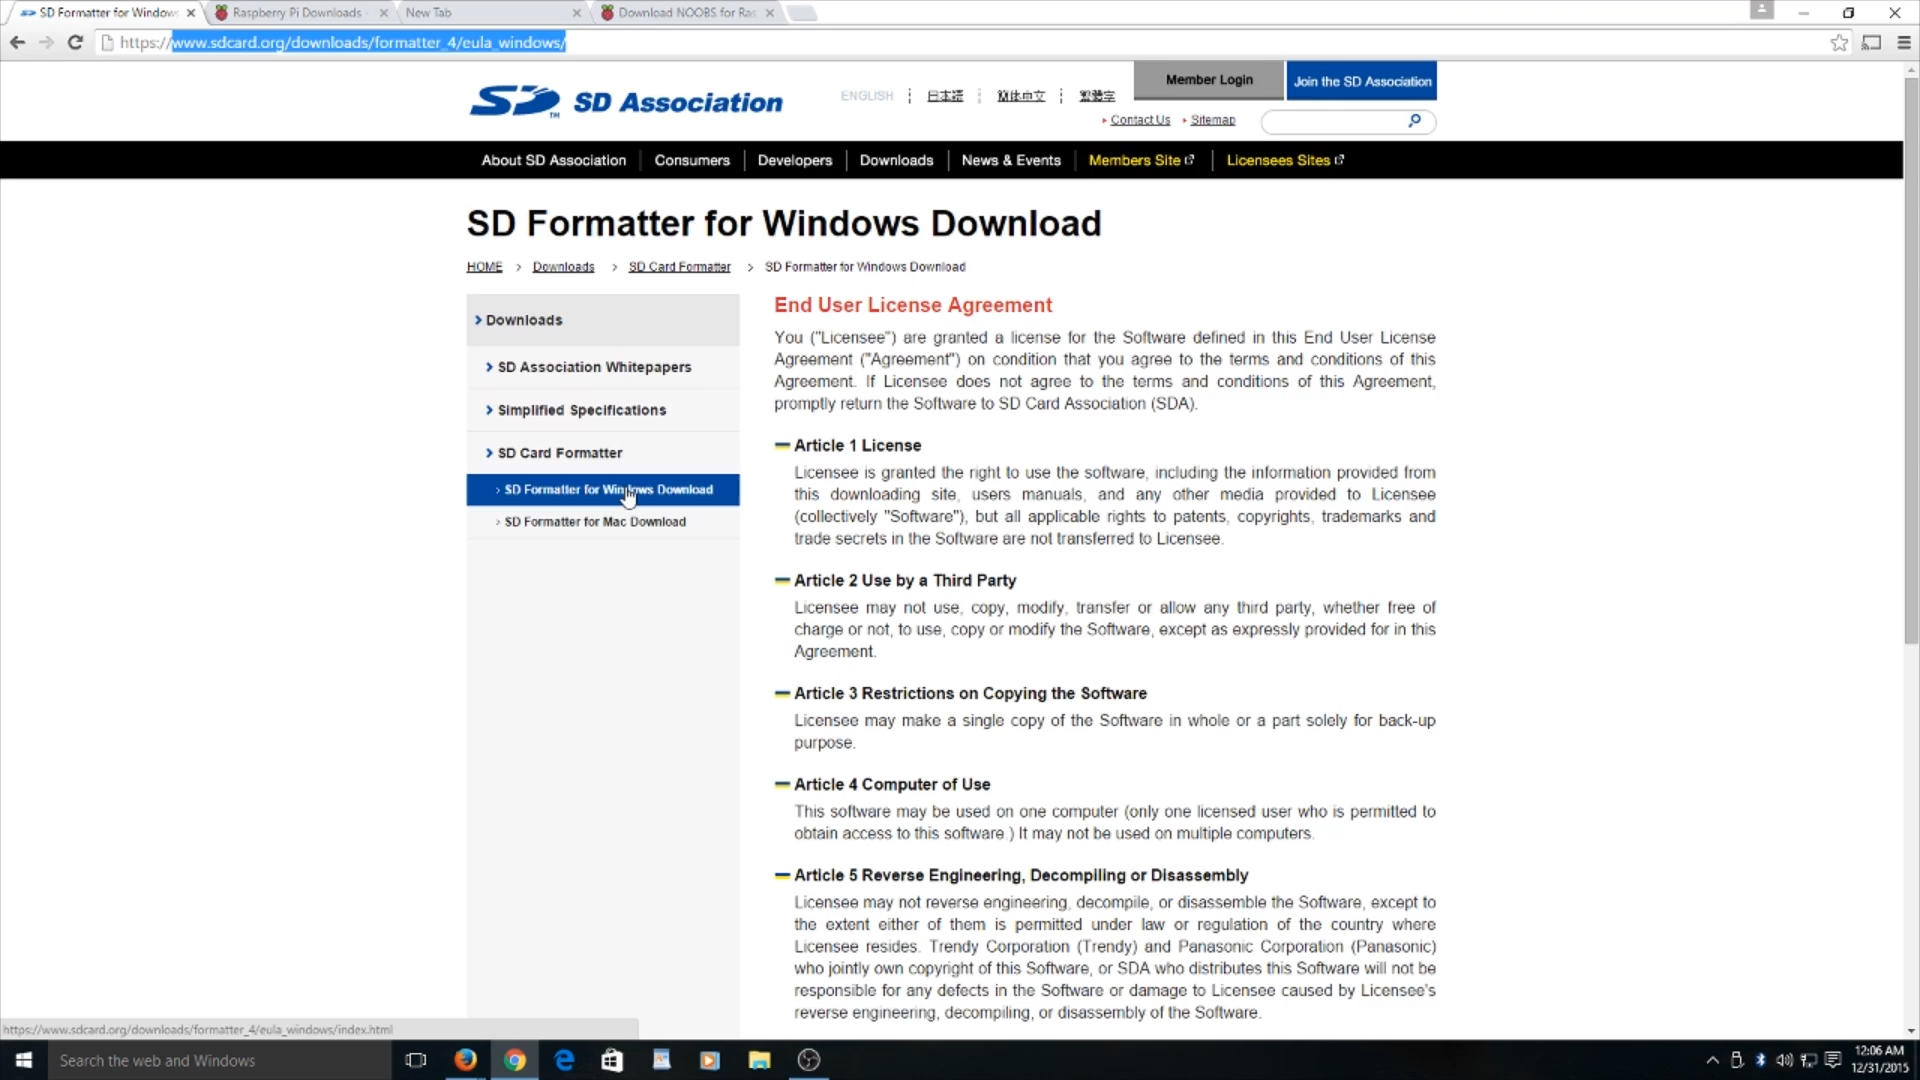 SD Formatter for Windows
Raspberry Pi Downloads -
New Tab
Download NOOBS for Ras
https://www.sdcard.org/downloads/formatter_4/eula_windows/
SD Association
TM
ENGLISH
日本語
简体中文
繁體字
Member Login
Join the SD Association
Contact Us
Sitemap
About SD Association
Consumers
Developers
Downloads
News & Events
Members Site
Licensees Sites
SD Formatter for Windows Download
HOME > Downloads > SD Card Formatter > SD Formatter for Windows Download
Downloads
SD Association Whitepapers
Simplified Specifications
SD Card Formatter
SD Formatter for Windows Download
SD Formatter for Mac Download
End User License Agreement
You ("Licensee") are granted a license for the Software defined in this End User License
Agreement ("Agreement") on condition that you agree to the terms and conditions of this
Agreement. If Licensee does not agree to the terms and conditions of this Agreement,
promptly return the Software to SD Card Association (SDA).
Article 1 License
Licensee is granted the right to use the software, including the information provided from
this downloading site, users manuals, and any other media provided to Licensee
(collectively "Software"), but all applicable rights to patents, copyrights, trademarks and
trade secrets in the Software are not transferred to Licensee.
Article 2 Use by a Third Party
Licensee may not use, copy, modify, transfer or allow any third party, whether free of
charge or not, to use, copy or modify the Software, except as expressly provided for in this
Agreement.
Article 3 Restrictions on Copying the Software
Licensee may make a single copy of the Software in whole or a part solely for back-up
purpose.
Article 4 Computer of Use
This software may be used on one computer (only one licensed user who is permitted to
obtain access to this software.) It may not be used on multiple computers.
Article 5 Reverse Engineering, Decompiling or Disassembly
Licensee may not reverse engineering, decompile, or disassemble the Software, except to
the extent either of them is permitted under law or regulation of the country where
Licensee resides. Trendy Corporation (Trendy) and Panasonic Corporation (Panasonic)
who jointly own copyright of this Software, or SDA who distributes this Software will not be
responsible for any defects in the Software or damage to Licensee caused by Licensee's
reverse engineering, decompiling, or disassembly of the Software.
https://www.sdcard.org/downloads/formatter_4/eula_windows/index.html
Search the web and Windows
12:06 AM
12/31/2015